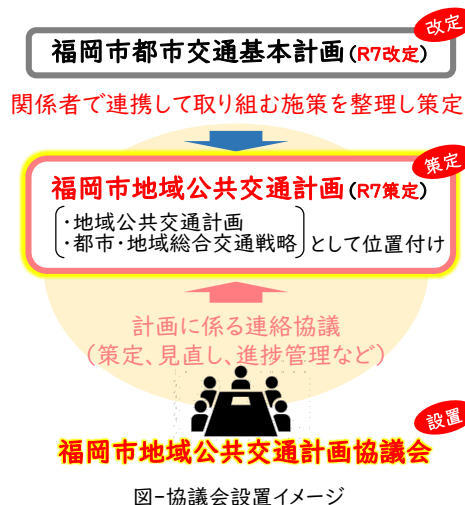 改定
福岡市都市交通基本計画(R7改定)
関係者で連携して取り組む施策を整理し策定
策定
福岡市地域公共交通計画(R7策定)
・地域公共交通計画
・都市・地域総合交通戦略 として位置付け
計画に係る連絡協議
(策定、見直し、進捗管理など)
設置
福岡市地域公共交通計画協議会
図-協議会設置イメージ